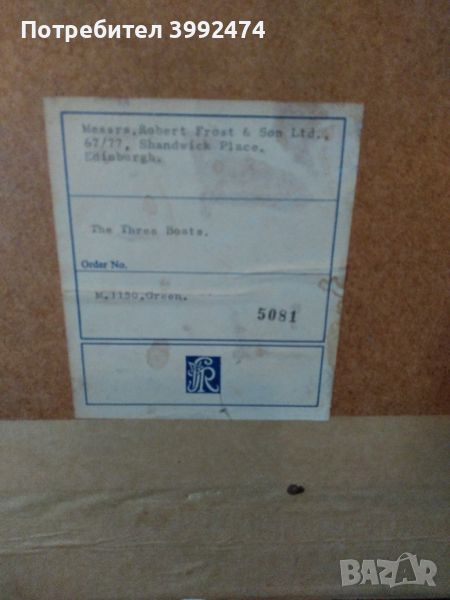 Потребител 3992474
Messrs.Robert Frost & Son Ltd.,
67/77, Shandwick Place.
Edinburgh.
The Three Boats.
Order No.
M.1150.Green.
5081
BAZAR